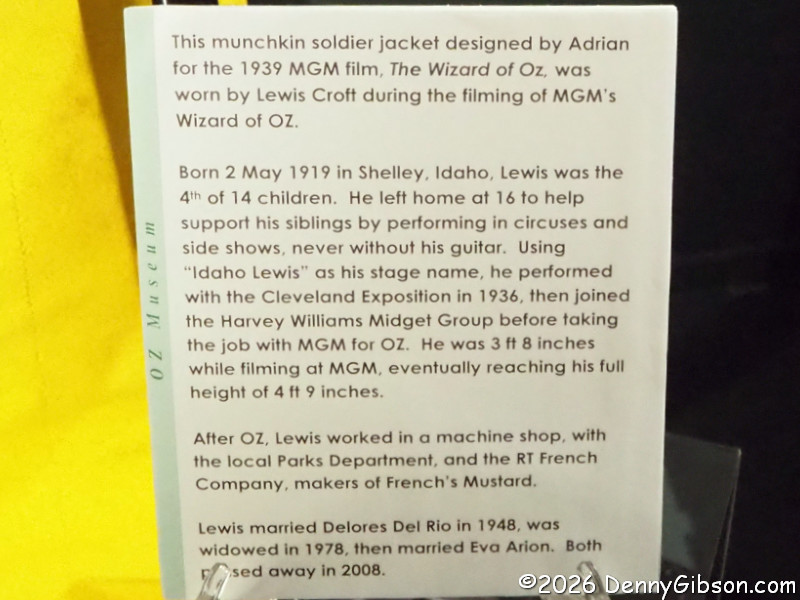 This munchkin soldier jacket designed by Adrian
for the 1939 MGM film, The Wizard of Oz, was
worn by Lewis Croft during the filming of MGM's
Wizard of OZ.
Born 2 May 1919 in Shelley, Idaho, Lewis was the
4th of 14 children. He left home at 16 to help
support his siblings by performing in circuses and
side shows, never without his guitar. Using
"Idaho Lewis" as his stage name, he performed
with the Cleveland Exposition in 1936, then joined
the Harvey Williams Midget Group before taking
the job with MGM for OZ. He was 3 ft 8 inches
while filming at MGM, eventually reaching his full
height of 4 ft 9 inches.
After OZ, Lewis worked in a machine shop, with
the local Parks Department, and the RT French
Company, makers of French's Mustard.
Lewis married Delores Del Rio in 1948, was
widowed in 1978, then married Eva Arion. Both
passed away in 2008.
OZ Museum
©2026 DennyGibson.com